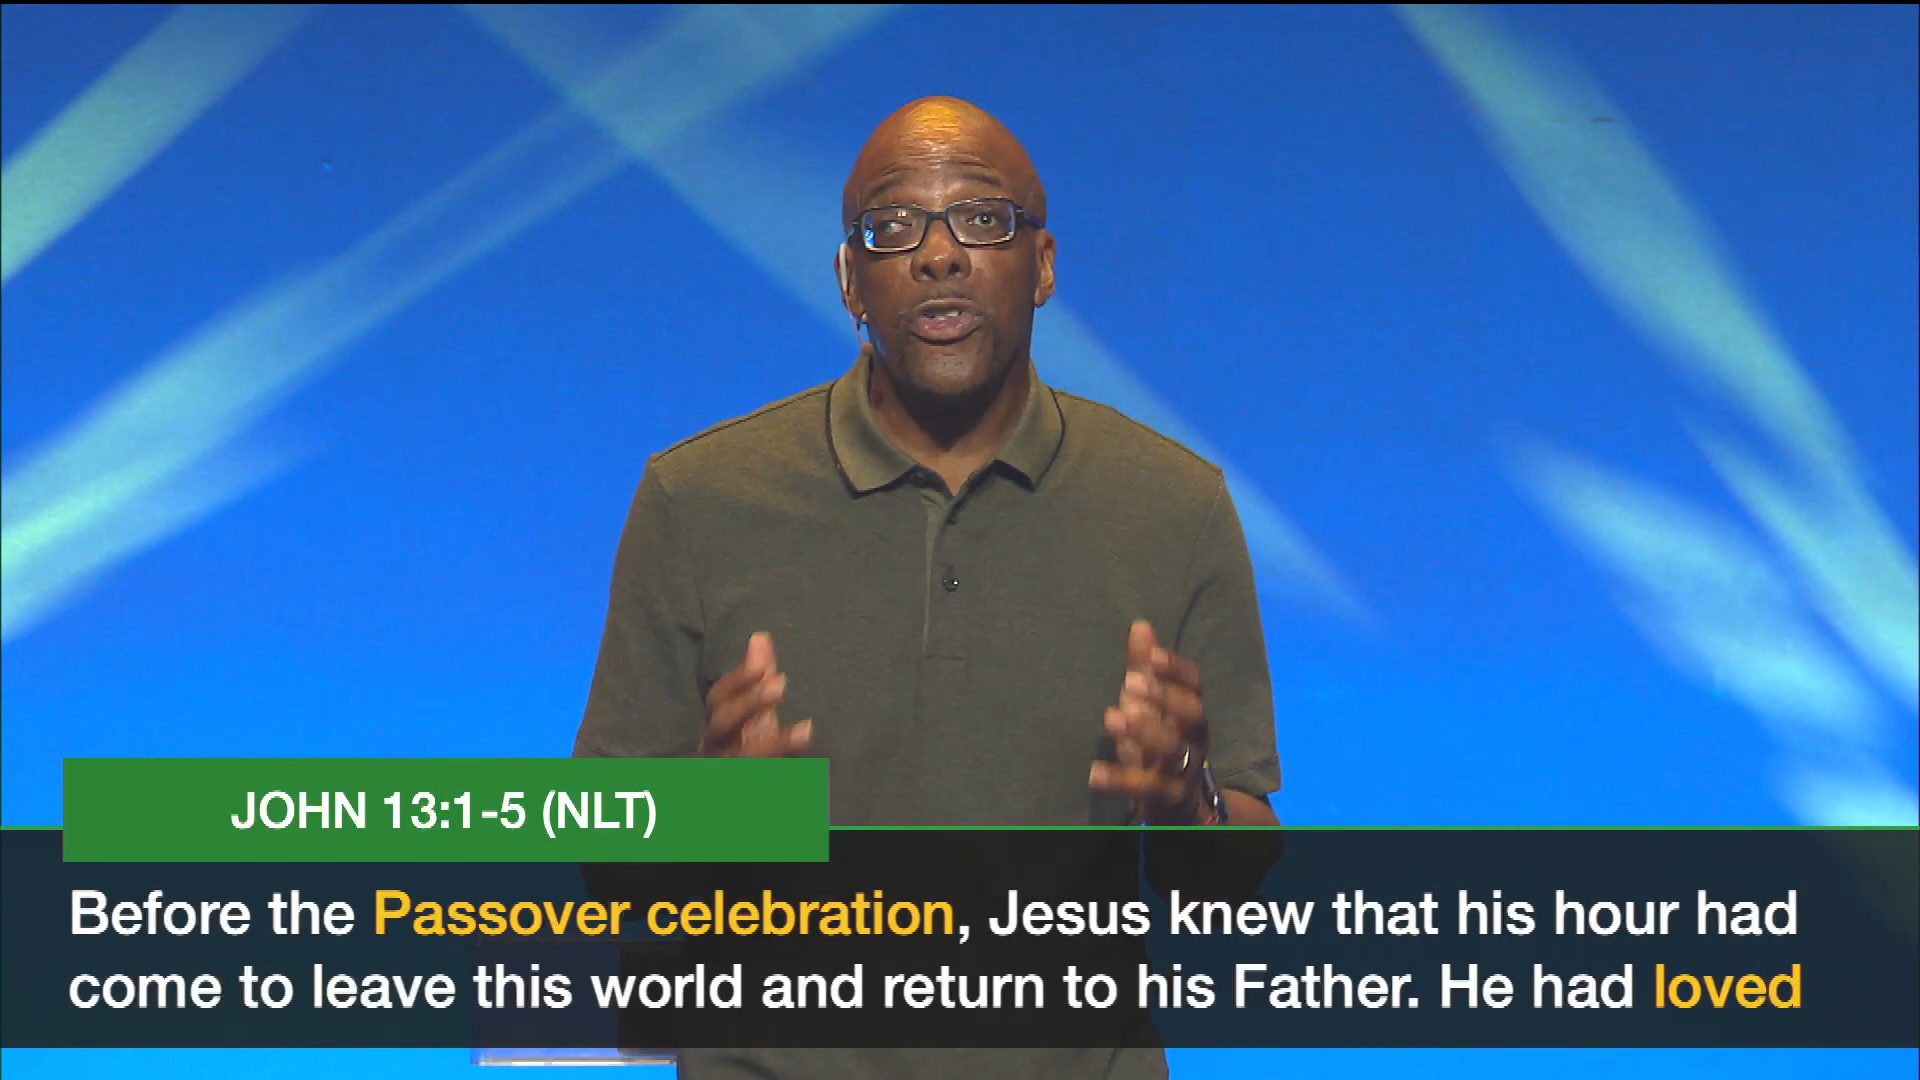 JOHN 13:1-5 (NLT)
Before the Passover celebration, Jesus knew that his hour had
come to leave this world and return to his Father. He had loved